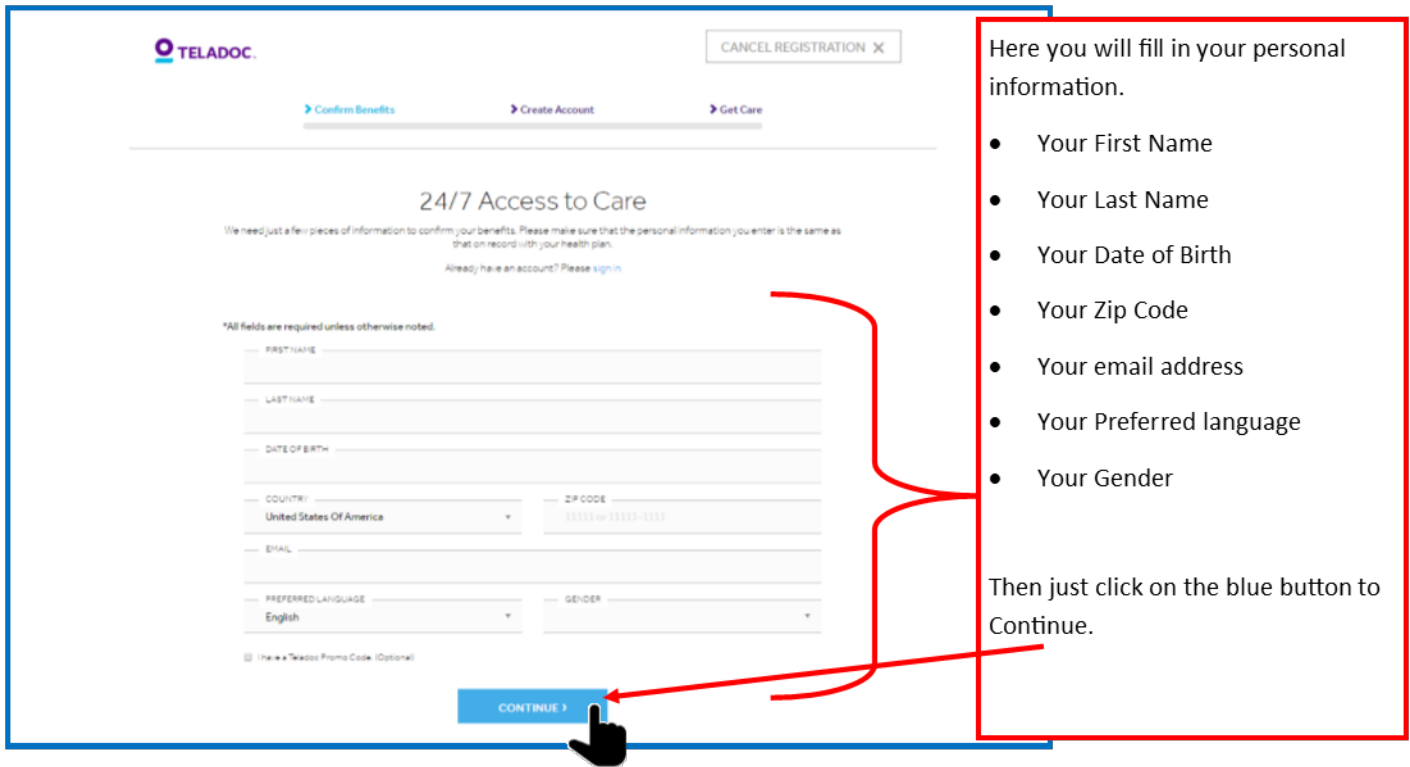 TELADOC.
CANCEL REGISTRATION X
Confirm Benefits
Create Account
Get Care
24/7 Access to Care
We need just a few pieces of information to confirm your benefits. Please make sure that the personal information you enter is the same as
that on record with your health plan.
Already have an account? Please sign in
*All fields are required unless otherwise noted.
FIRST NAME
LAST NAME
DATE OF BIRTH
COUNTRY
United States Of America
ZIP CODE
11111 or 11111-1111
EMAIL
PREFERRED LANGUAGE
English
GENDER
I have a Teladoc Promo Code. (Optional)
CONTINUE >
Here you will fill in your personal
information.
• Your First Name
• Your Last Name
• Your Date of Birth
• Your Zip Code
• Your email address
• Your Preferred language
• Your Gender
Then just click on the blue button to
Continue.